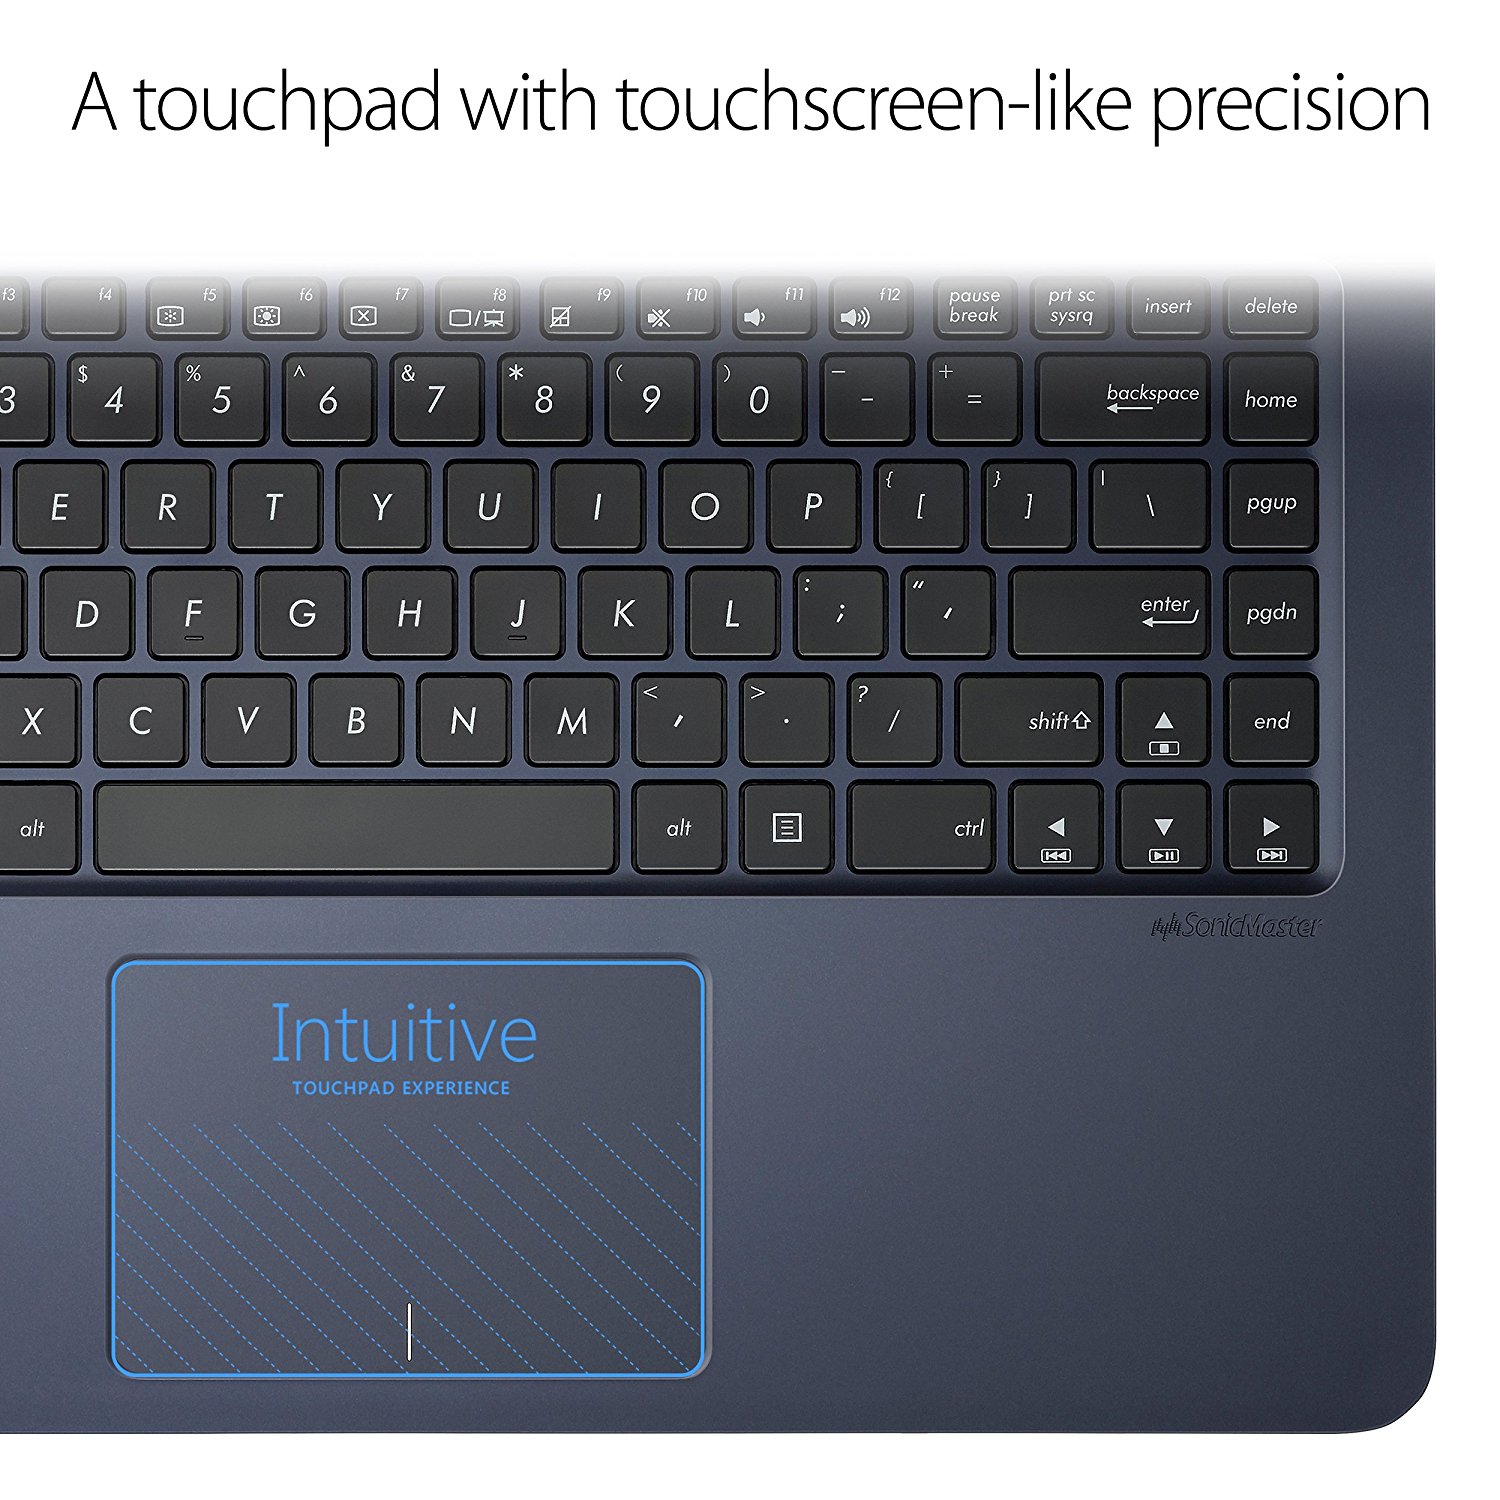 A touchpad with touchscreen-like precision
f3 f4 f5 f6 f7 f8 f9 f10 f11 f12 pause break prt sc sysrq insert delete
3 $ 4 % 5 ^ 6 & 7 * 8 ( 9 ) 0 _ - + = backspace home
E R T Y U I O P { [ } ] | \ pgup
D F G H J K L : ; " ' enter pgdn
X C V B N M < , > . ? / shift end
alt alt ctrl
SonicMaster
Intuitive
TOUCHPAD EXPERIENCE